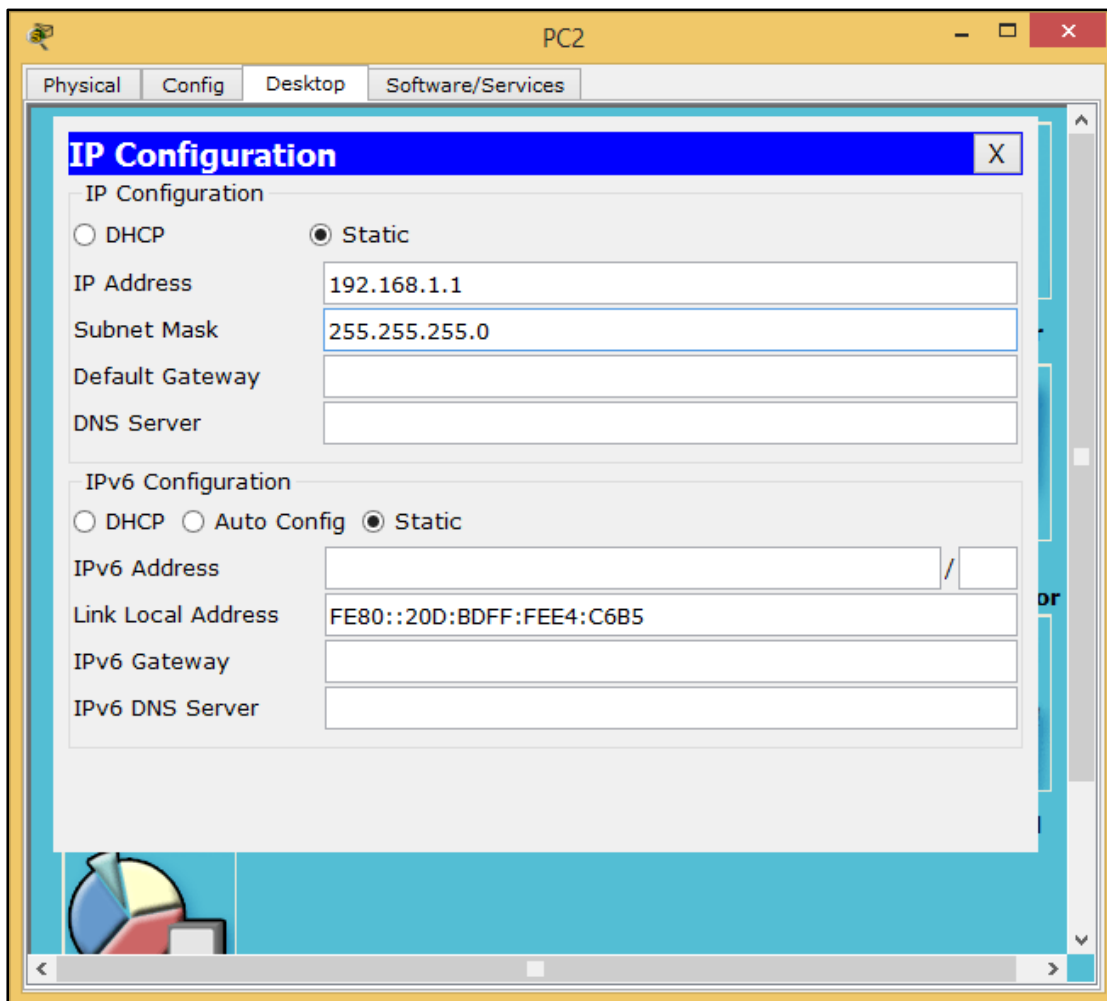 PC2
Physical Config Desktop Software/Services
IP Configuration X
IP Configuration
DHCP Static
IP Address 192.168.1.1
Subnet Mask 255.255.255.0
Default Gateway
DNS Server
IPv6 Configuration
DHCP Auto Config Static
IPv6 Address /
Link Local Address FE80::20D:BDFF:FEE4:C6B5
IPv6 Gateway
IPv6 DNS Server